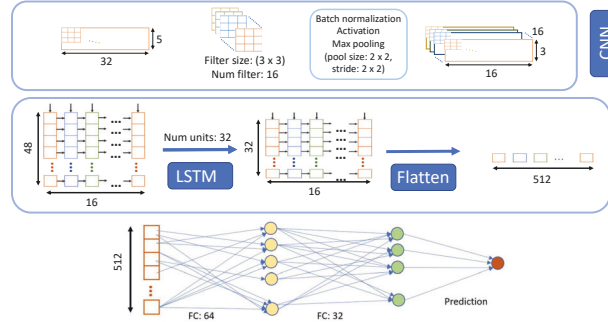 5
32
Filter size: (3 x 3)
Num filter: 16
Batch normalization
Activation
Max pooling
(pool size: 2 x 2,
stride: 2 x 2)
16
3
16
CNN
48
16
Num units: 32
LSTM
32
16
Flatten
512
512
FC: 64
FC: 32
Prediction